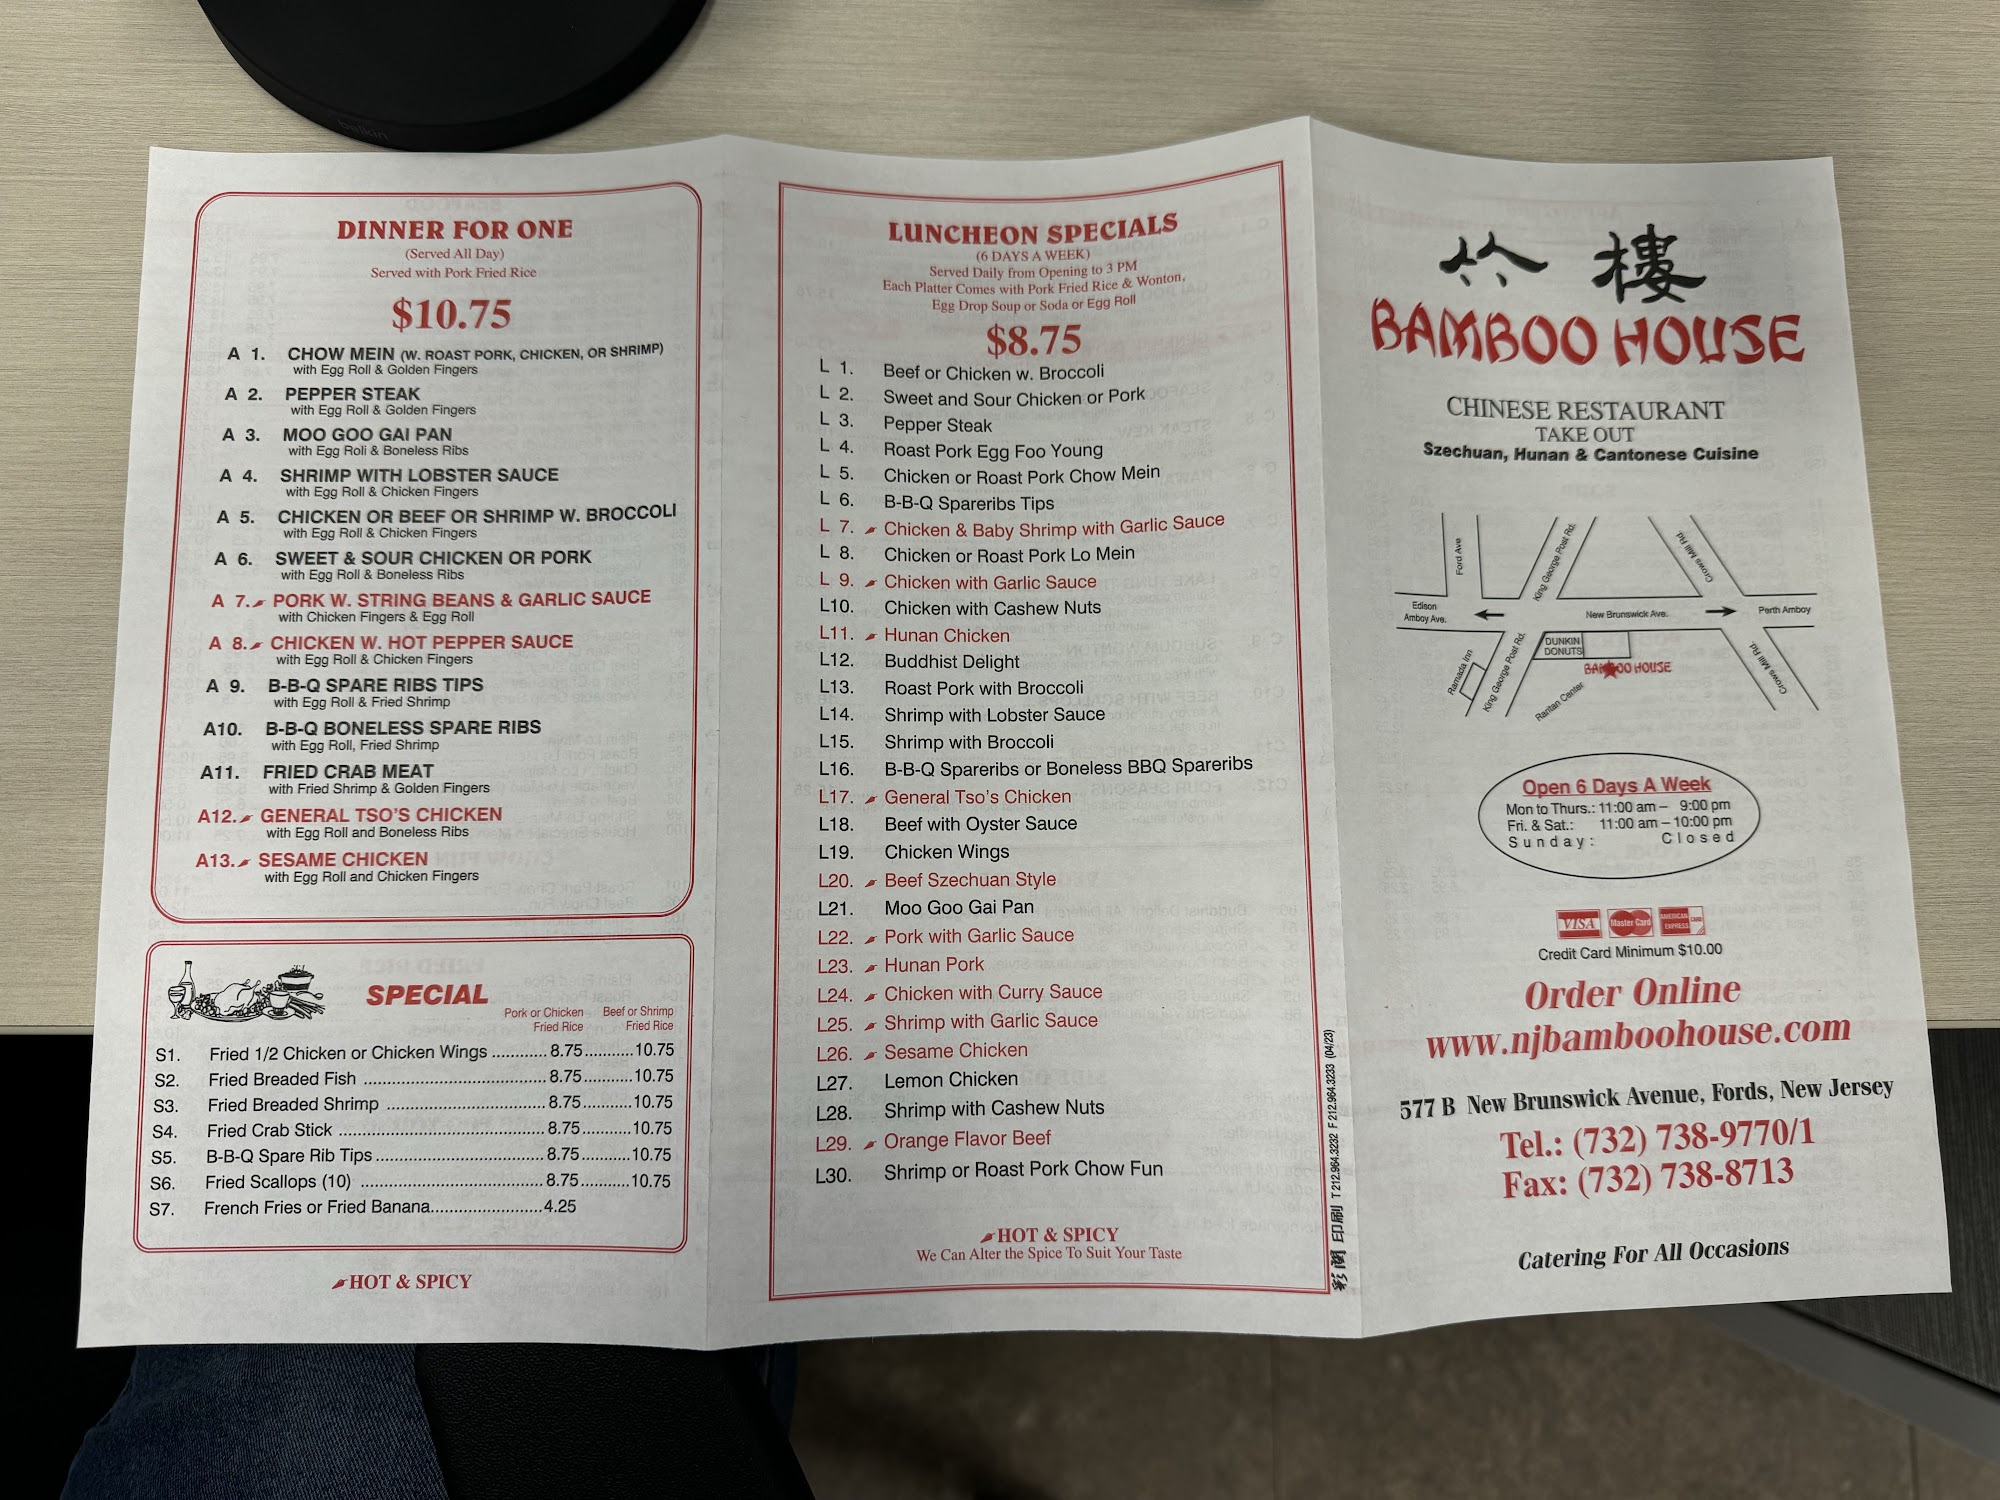 belkin
DINNER FOR ONE
(Served All Day)
Served with Pork Fried Rice
$10.75
A 1. CHOW MEIN (W. ROAST PORK, CHICKEN, OR SHRIMP)
with Egg Roll & Golden Fingers
A 2. PEPPER STEAK
with Egg Roll & Golden Fingers
A 3. MOO GOO GAI PAN
with Egg Roll & Boneless Ribs
A 4. SHRIMP WITH LOBSTER SAUCE
with Egg Roll & Chicken Fingers
A 5. CHICKEN OR BEEF OR SHRIMP W. BROCCOLI
with Egg Roll & Chicken Fingers
A 6. SWEET & SOUR CHICKEN OR PORK
with Egg Roll & Boneless Ribs
A 7. PORK W. STRING BEANS & GARLIC SAUCE
with Chicken Fingers & Egg Roll
A 8. CHICKEN W. HOT PEPPER SAUCE
with Egg Roll & Chicken Fingers
A 9. B-B-Q SPARE RIBS TIPS
with Egg Roll & Fried Shrimp
A10. B-B-Q BONELESS SPARE RIBS
with Egg Roll, Fried Shrimp
A11. FRIED CRAB MEAT
with Fried Shrimp & Golden Fingers
A12. GENERAL TSO'S CHICKEN
with Egg Roll and Boneless Ribs
A13. SESAME CHICKEN
with Egg Roll and Chicken Fingers
SPECIAL
Pork or Chicken Beef or Shrimp
Fried Rice Fried Rice
S1. Fried 1/2 Chicken or Chicken Wings ............ 8.75 .......... 10.75
S2. Fried Breaded Fish ........................................ 8.75 ........... 10.75
S3. Fried Breaded Shrimp ................................... 8.75 ........... 10.75
S4. Fried Crab Stick ............................................ 8.75 ........... 10.75
S5. B-B-Q Spare Rib Tips ..................................... 8.75 ........... 10.75
S6. Fried Scallops (10) ........................................ 8.75 ........... 10.75
S7. French Fries or Fried Banana ........................ 4.25
HOT & SPICY
LUNCHEON SPECIALS
(6 DAYS A WEEK)
Served Daily from Opening to 3 PM
Each Platter Comes with Pork Fried Rice & Wonton,
Egg Drop Soup or Soda or Egg Roll
$8.75
L 1. Beef or Chicken w. Broccoli
L 2. Sweet and Sour Chicken or Pork
L 3. Pepper Steak
L 4. Roast Pork Egg Foo Young
L 5. Chicken or Roast Pork Chow Mein
L 6. B-B-Q Spareribs Tips
L 7. Chicken & Baby Shrimp with Garlic Sauce
L 8. Chicken or Roast Pork Lo Mein
L 9. Chicken with Garlic Sauce
L10. Chicken with Cashew Nuts
L11. Hunan Chicken
L12. Buddhist Delight
L13. Roast Pork with Broccoli
L14. Shrimp with Lobster Sauce
L15. Shrimp with Broccoli
L16. B-B-Q Spareribs or Boneless BBQ Spareribs
L17. General Tso's Chicken
L18. Beef with Oyster Sauce
L19. Chicken Wings
L20. Beef Szechuan Style
L21. Moo Goo Gai Pan
L22. Pork with Garlic Sauce
L23. Hunan Pork
L24. Chicken with Curry Sauce
L25. Shrimp with Garlic Sauce
L26. Sesame Chicken
L27. Lemon Chicken
L28. Shrimp with Cashew Nuts
L29. Orange Flavor Beef
L30. Shrimp or Roast Pork Chow Fun
HOT & SPICY
We Can Alter the Spice To Suit Your Taste
印刷 T 212.964.3232 F 212.964.3233 (04/23)
竹樓
BAMBOO HOUSE
CHINESE RESTAURANT
TAKE OUT
Szechuan, Hunan & Cantonese Cuisine
Ford Ave
King George Post Rd.
Crows Mill Rd.
Edison
Amboy Ave.
New Brunswick Ave.
Perth Amboy
DUNKIN
DONUTS
BAMBOO HOUSE
Ramada Inn
King George Post Rd.
Raritan Center
Crows Mill Rd.
Open 6 Days A Week
Mon to Thurs.: 11:00 am – 9:00 pm
Fri. & Sat.: 11:00 am – 10:00 pm
Sunday: Closed
VISA MasterCard AMERICAN EXPRESS CARD
Credit Card Minimum $10.00
Order Online
www.njbamboohouse.com
577 B New Brunswick Avenue, Fords, New Jersey
Tel.: (732) 738-9770/1
Fax: (732) 738-8713
Catering For All Occasions